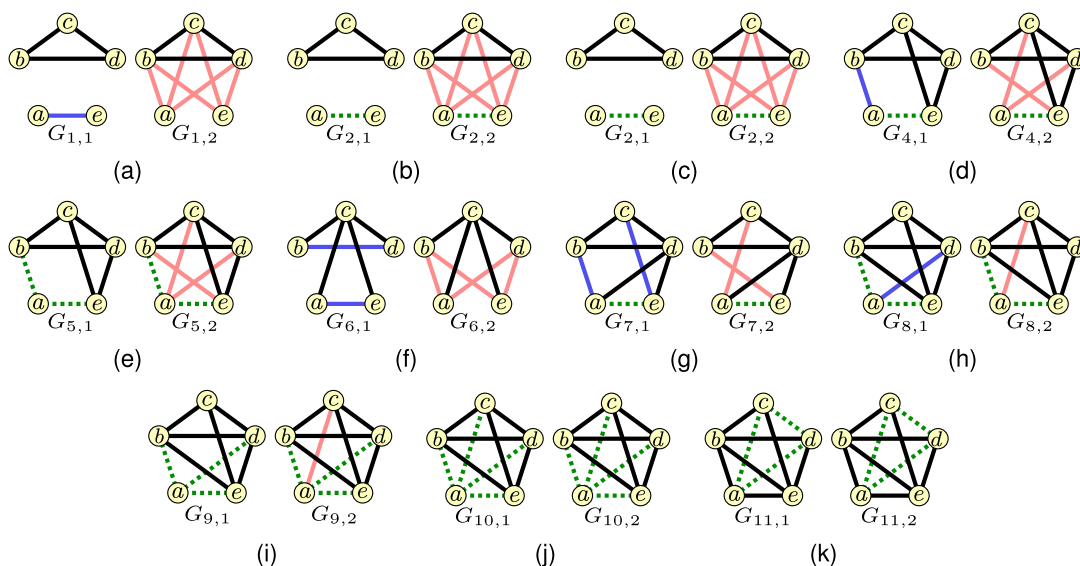 c c c c c c c c
b d b d b d b d b d b d b d b d
a e a e a e a e a e a e a e a e
G1,1 G1,2 G2,1 G2,2 G2,1 G2,2 G4,1 G4,2
(a) (b) (c) (d)
c c c c c c c c
b d b d b d b d b d b d b d b d
a e a e a e a e a e a e a e a e
G5,1 G5,2 G6,1 G6,2 G7,1 G7,2 G8,1 G8,2
(e) (f) (g) (h)
c c c c c c
b d b d b d b d b d b d
a e a e a e a e a e a e
G9,1 G9,2 G10,1 G10,2 G11,1 G11,2
(i) (j) (k)